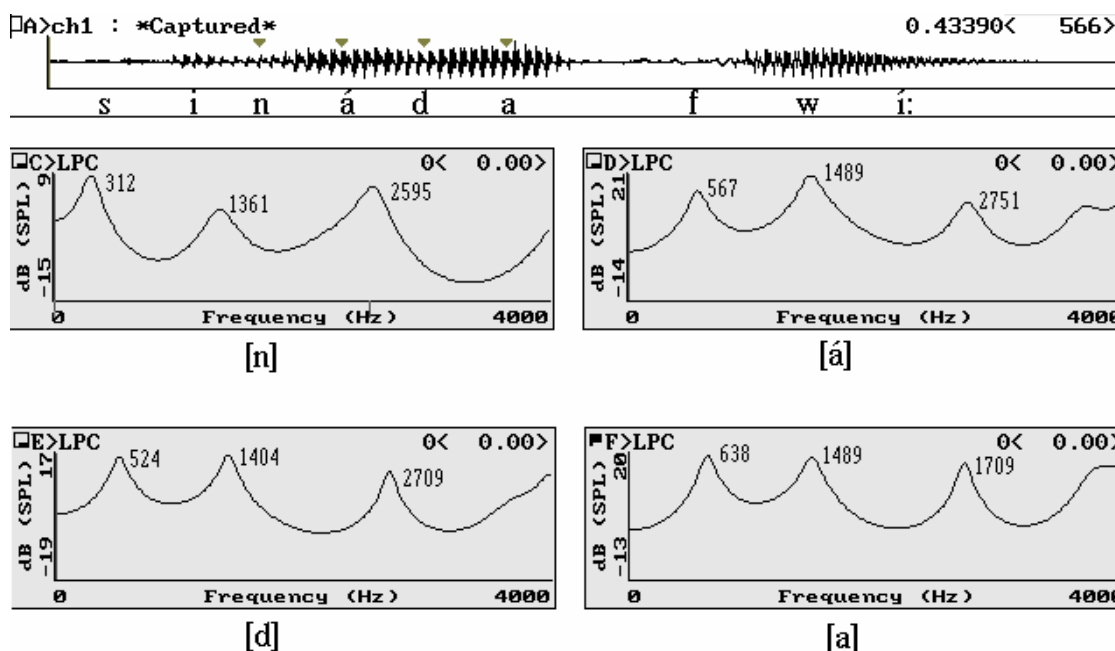 A>ch1 : *Captured* 0.43390< 566>
s i n á d a f w í:
C>LPC 0< 0.00> D>LPC 0< 0.00>
dB (SPL) 9 -15 312 1361 2595 dB (SPL) 21 -14 567 1489 2751
0 Frequency (Hz) 4000 0 Frequency (Hz) 4000
[n] [á]
E>LPC 0< 0.00> F>LPC 0< 0.00>
dB (SPL) 17 -19 524 1404 2709 dB (SPL) 20 -13 638 1489 1709
0 Frequency (Hz) 4000 0 Frequency (Hz) 4000
[d] [a]